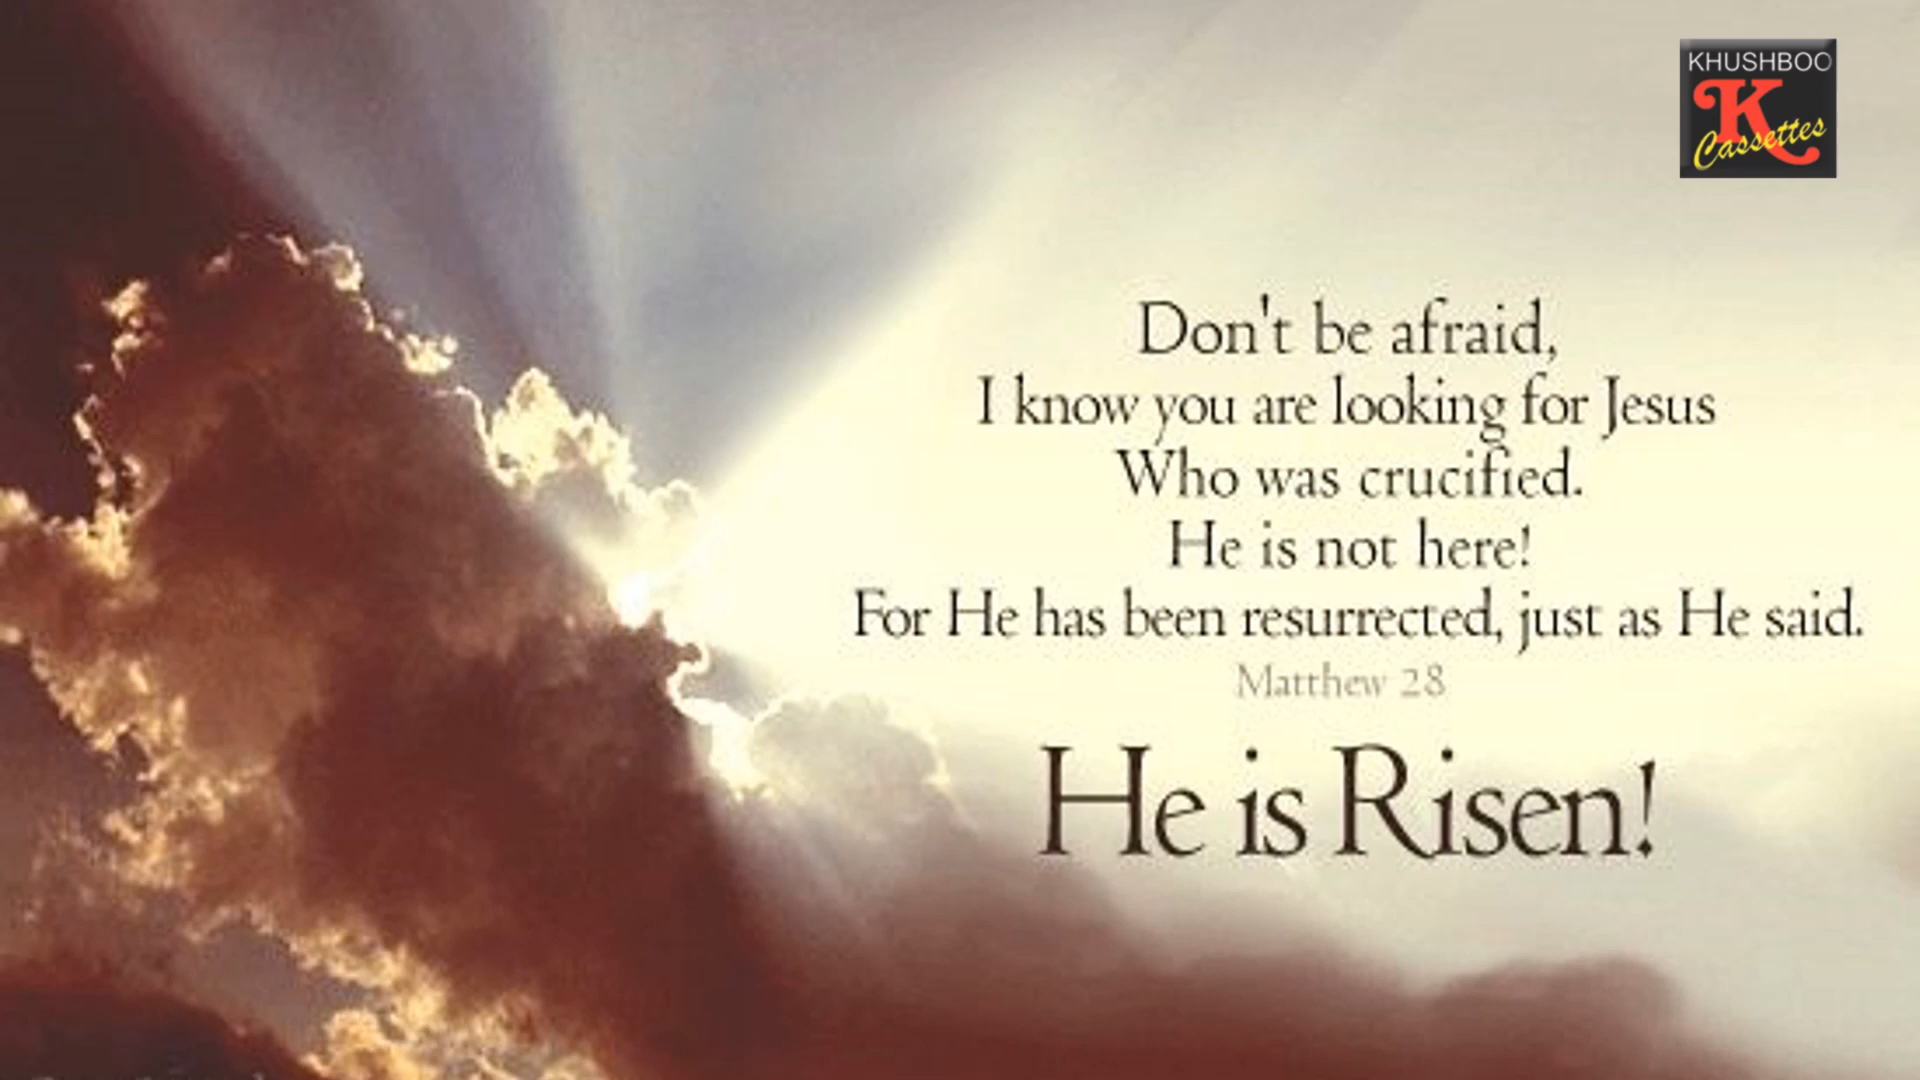 KHUSHBOO
K
Cassettes
Don't be afraid,
I know you are looking for Jesus
Who was crucified.
He is not here!
For He has been resurrected, just as He said.
Matthew 28
He is Risen!